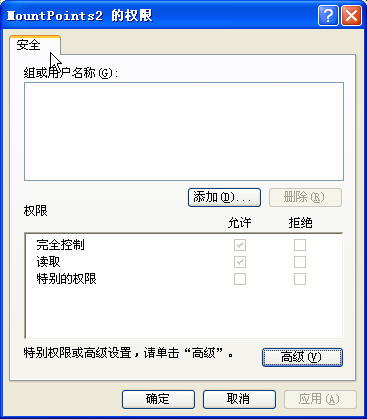 MountPoints2 的权限
安全
组或用户名称(G):
添加(D)... 删除(R)
权限 允许 拒绝
完全控制
读取
特别的权限
特别权限或高级设置，请单击“高级”。 高级(V)
确定 取消 应用(A)